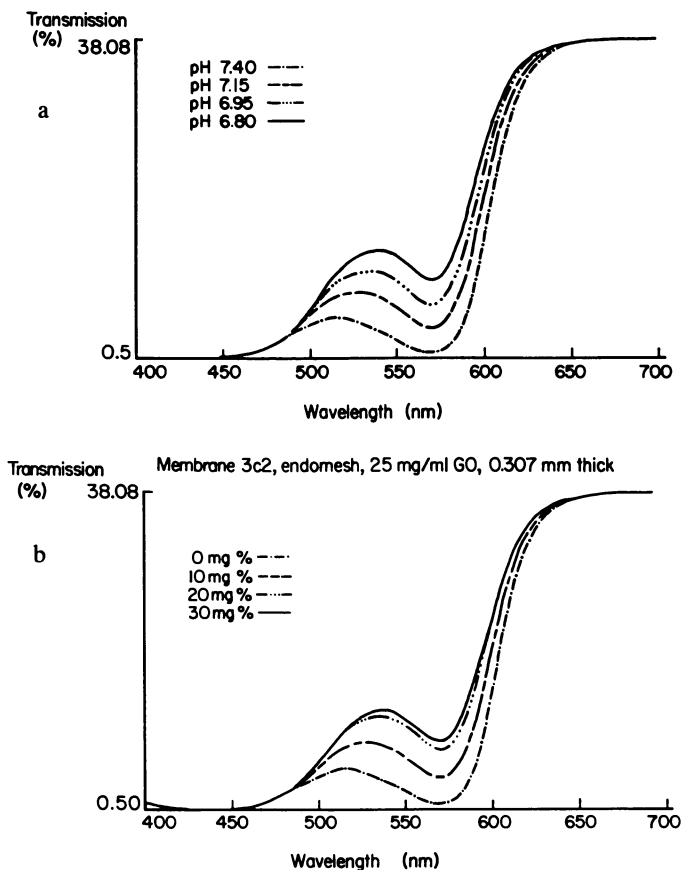 Transmission
(%)
38.08
a
pH 7.40
pH 7.15
pH 6.95
pH 6.80
0.5
400 450 500 550 600 650 700
Wavelength (nm)
Transmission
(%)
Membrane 3c2, endomesh, 25 mg/ml GO, 0.307 mm thick
38.08
b
0 mg %
10 mg %
20 mg %
30 mg %
0.50
400 450 500 550 600 650 700
Wavelength (nm)